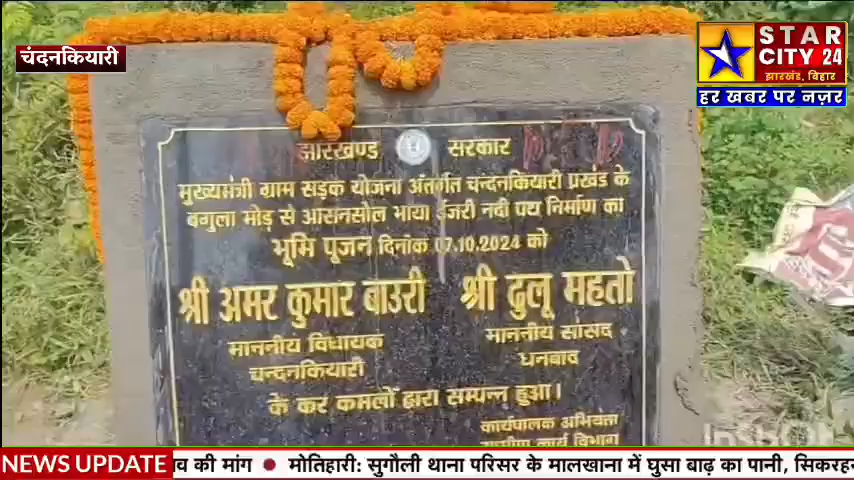 चंदनकियारी
STAR
CITY 24
झारखंड, बिहार
हर खबर पर नज़र
झारखण्ड सरकार
मुख्यमंत्री ग्राम सड़क योजना अंतर्गत चन्दनकियारी प्रखंड के
बगुला मोड़ से आसनसोल भाया ईजरी नदी पथ निर्माण का
भूमि पूजन दिनांक 07.10.2024 को
श्री अमर कुमार बाउरी श्री दुलू महतो
माननीय विधायक माननीय सांसद
चन्दनकियारी धनबाद
के कर कमलों द्वारा सम्पन्न हुआ।
कार्यपालक अभियंता
ग्रामीण कार्य विभाग
NEWS UPDATE
की मांग मोतिहारी: सुगौली थाना परिसर के मालखाना में घुसा बाढ़ का पानी,